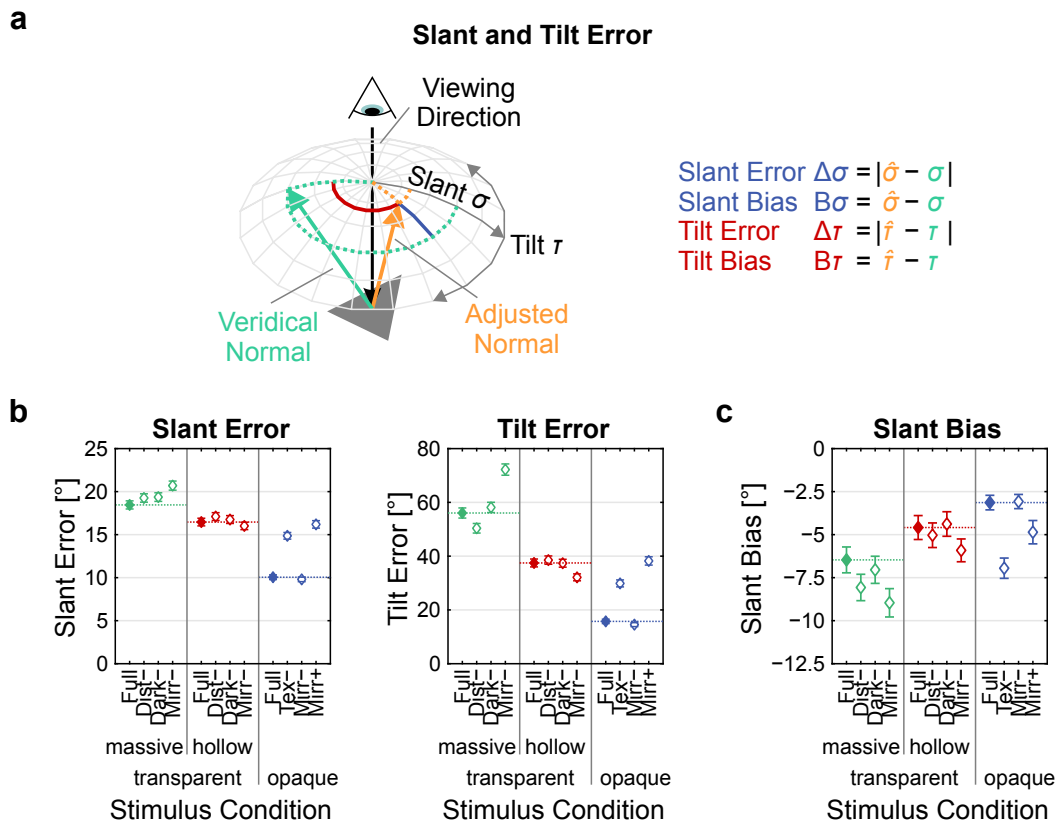 a
Slant and Tilt Error
Viewing
Direction
Slant σ
Tilt τ
Veridical
Normal
Adjusted
Normal
Slant Error Δσ = |σ̂ − σ|
Slant Bias Bσ = σ̂ − σ
Tilt Error Δτ = |τ̂ − τ|
Tilt Bias Bτ = τ̂ − τ
b
Slant Error
Slant Error [°]
25
20
15
10
5
0
Full
Dist−
Dark−
Mirr−
Full
Dist−
Dark−
Mirr−
Full
Tex−
Mirr−
Mirr+
massive
hollow
transparent
opaque
Stimulus Condition
Tilt Error
Tilt Error [°]
80
60
40
20
0
Full
Dist−
Dark−
Mirr−
Full
Dist−
Dark−
Mirr−
Full
Tex−
Mirr−
Mirr+
massive
hollow
transparent
opaque
Stimulus Condition
c
Slant Bias
Slant Bias [°]
0
−2.5
−5
−7.5
−10
−12.5
Full
Dist−
Dark−
Mirr−
Full
Dist−
Dark−
Mirr−
Full
Tex−
Mirr−
Mirr+
massive
hollow
transparent
opaque
Stimulus Condition